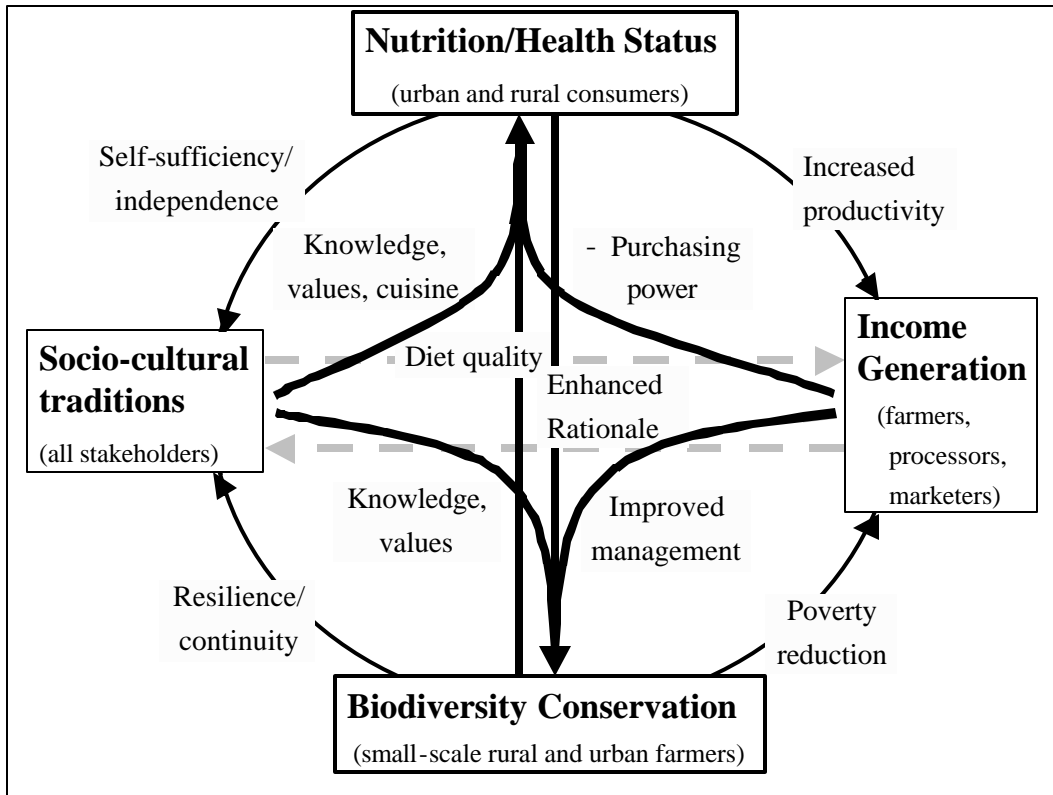 Nutrition/Health Status
(urban and rural consumers)
Self-sufficiency/
independence
Increased
productivity
Knowledge,
values, cuisine
- Purchasing
power
Socio-cultural
traditions
(all stakeholders)
Diet quality
Enhanced
Rationale
Income
Generation
(farmers,
processors,
marketers)
Knowledge,
values
Improved
management
Resilience/
continuity
Poverty
reduction
Biodiversity Conservation
(small-scale rural and urban farmers)